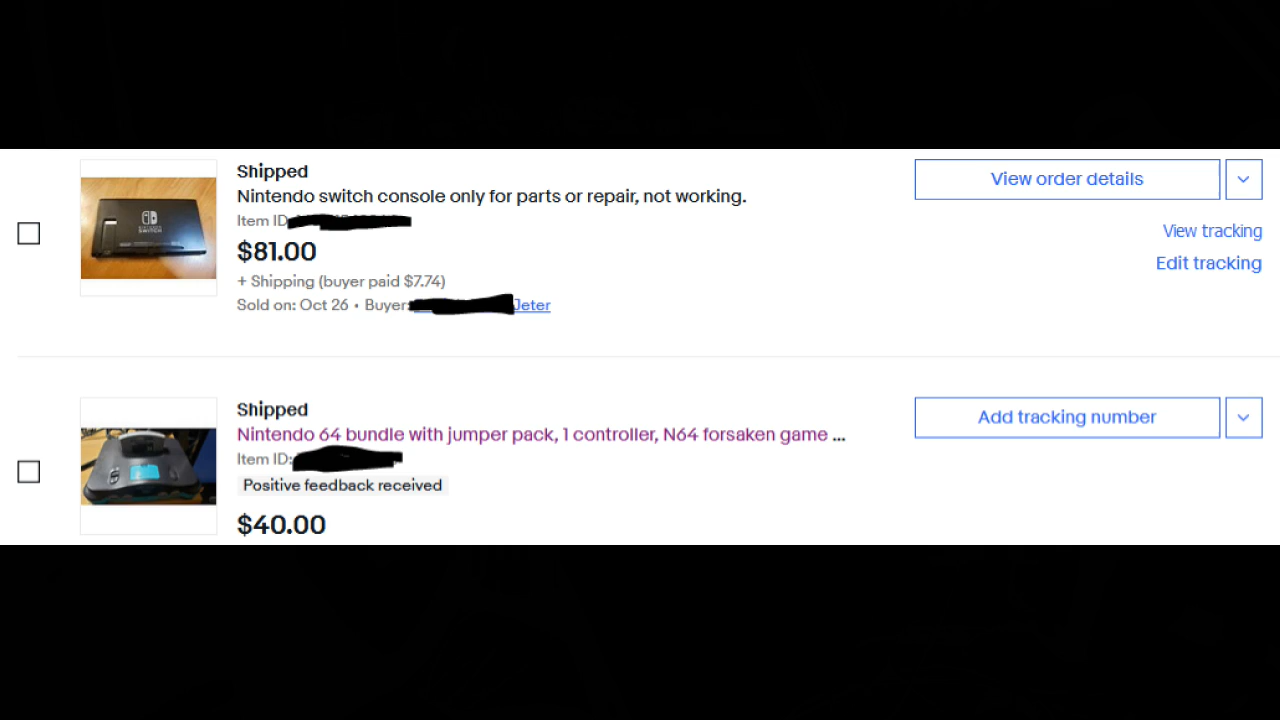 Shipped
Nintendo switch console only for parts or repair, not working.
Item ID
$81.00
+ Shipping (buyer paid $7.74)
Sold on: Oct 26 • Buyer: Jeter
View order details
View tracking
Edit tracking
Shipped
Nintendo 64 bundle with jumper pack, 1 controller, N64 forsaken game ...
Item ID:
Positive feedback received
$40.00
Add tracking number